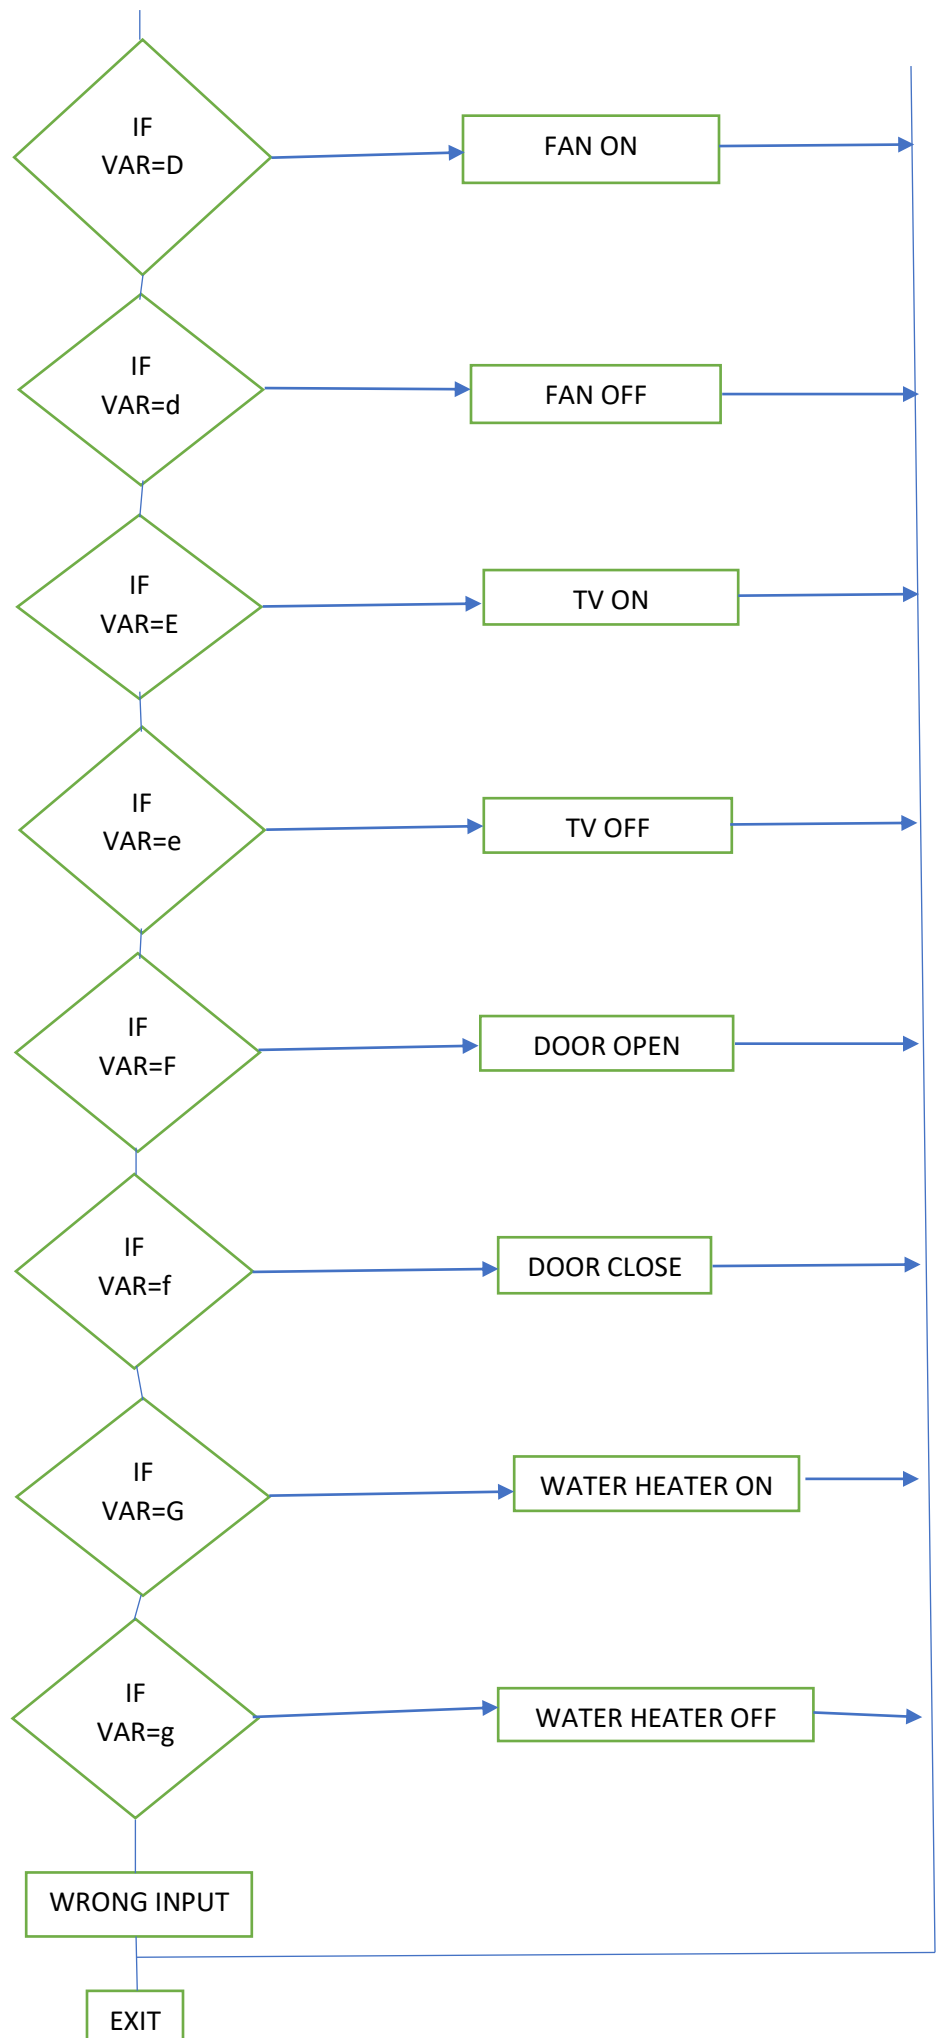 IF
VAR=D
FAN ON
IF
VAR=d
FAN OFF
IF
VAR=E
TV ON
IF
VAR=e
TV OFF
IF
VAR=F
DOOR OPEN
IF
VAR=f
DOOR CLOSE
IF
VAR=G
WATER HEATER ON
IF
VAR=g
WATER HEATER OFF
WRONG INPUT
EXIT